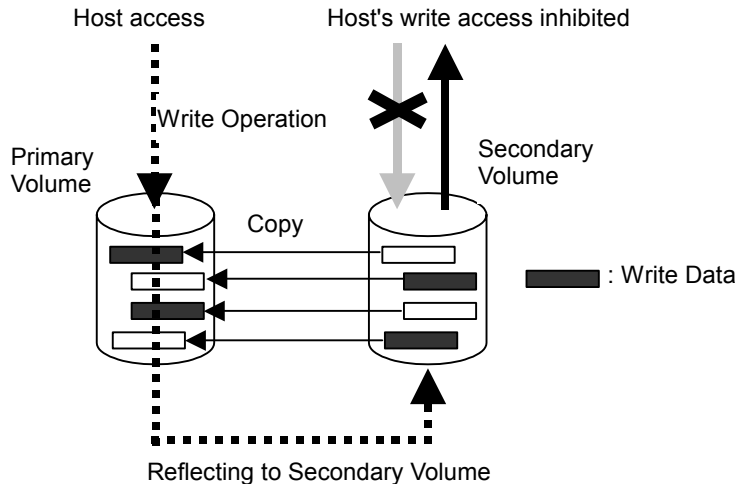 Host access
Host's write access inhibited
Write Operation
Primary
Volume
Secondary
Volume
Copy
: Write Data
Reflecting to Secondary Volume